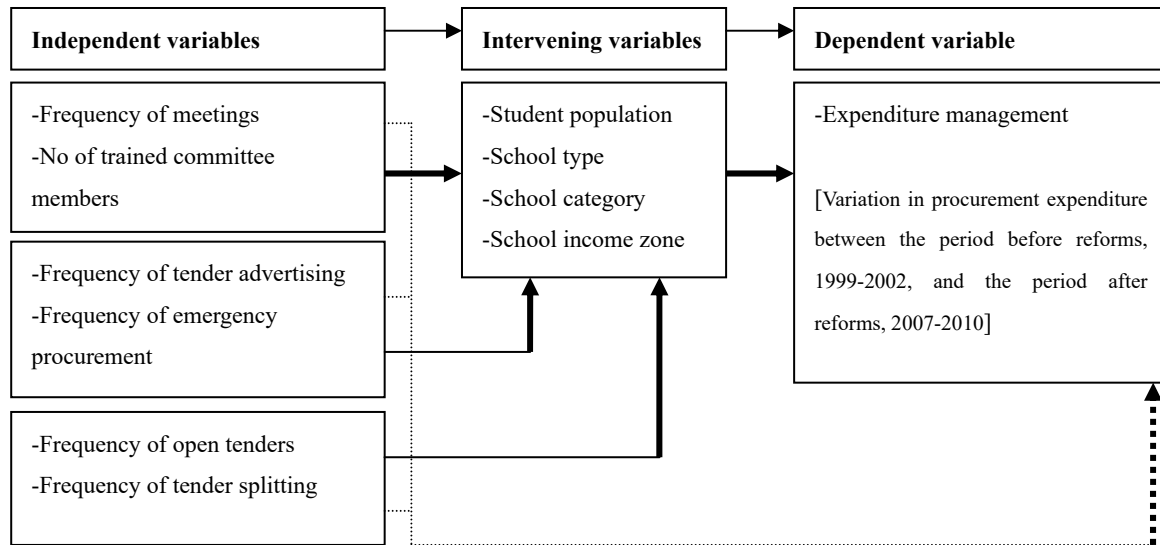 Independent variables
Intervening variables
Dependent variable
-Frequency of meetings
-No of trained committee
members
-Frequency of tender advertising
-Frequency of emergency
procurement
-Frequency of open tenders
-Frequency of tender splitting
-Student population
-School type
-School category
-School income zone
-Expenditure management
[Variation in procurement expenditure
between the period before reforms,
1999-2002, and the period after
reforms, 2007-2010]